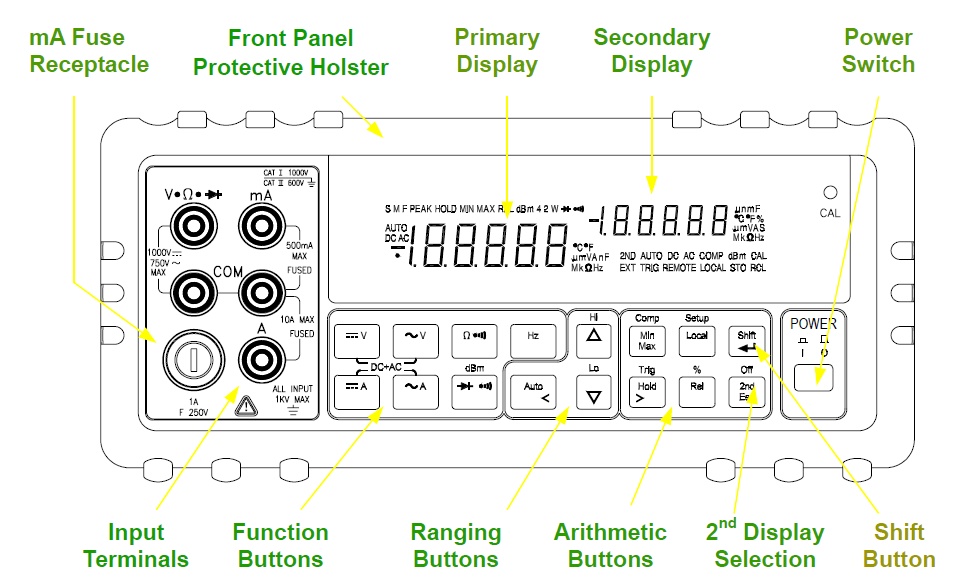 mA Fuse
Receptacle
Front Panel
Protective Holster
Primary
Display
Secondary
Display
Power
Switch
CAT I 1000V
CAT II 600V
V Ω
mA
1000V
750V ~
MAX
500mA
MAX
FUSED
COM
10A MAX
FUSED
A
1A
F 250V
ALL INPUT
1KV MAX
S M F PEAK HOLD MIN MAX REL dBm 4 2 W
AUTO
DC AC
-1.8.8.8.8.8
°C °F
μmVAnF
MkΩHz
-1.8.8.8.8.8
μnmF
°C °F %
μmVAS
MkΩHz
2ND AUTO DC AC COMP dBm CAL
EXT TRIG REMOTE LOCAL STO RCL
CAL
V
~V
Ω
Hz
DC+AC
dBm
A
~A
Auto
<
Hi
Lo
Comp
Min
Max
Setup
Local
Shift
Trig
Hold
>
%
Rel
Off
2nd
POWER
Input
Terminals
Function
Buttons
Ranging
Buttons
Arithmetic
Buttons
2nd Display
Selection
Shift
Button